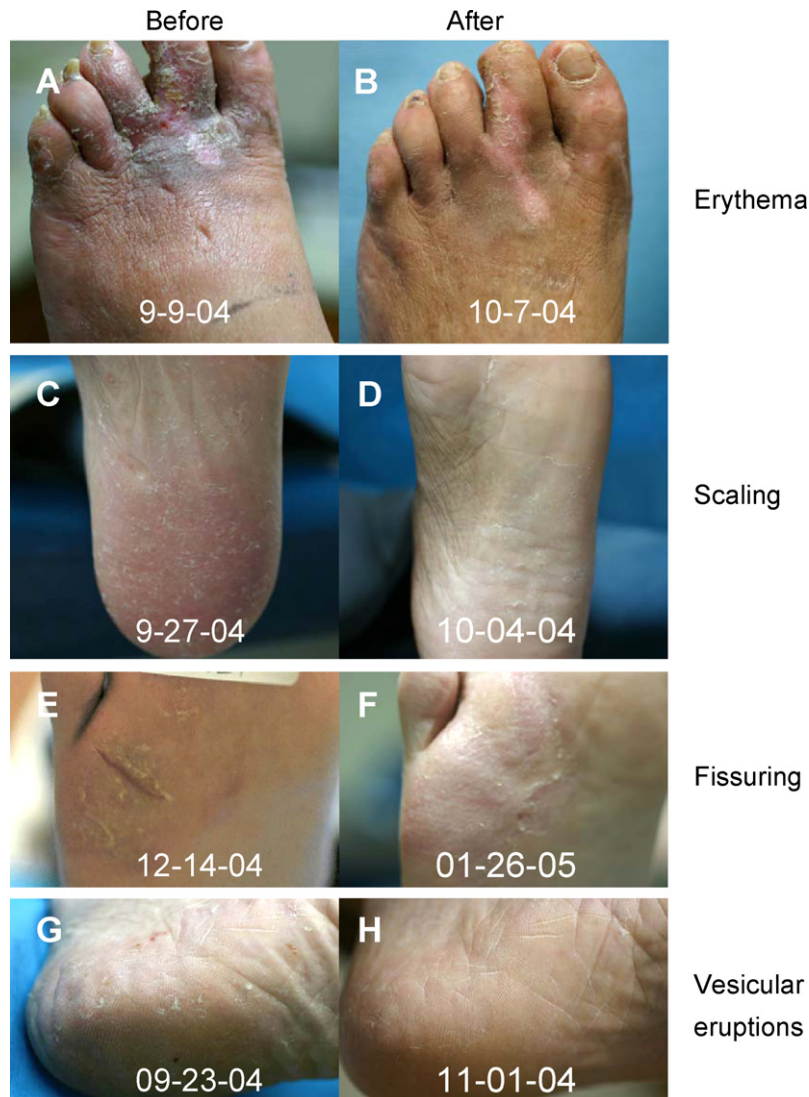 Before
After
A
B
9-9-04
10-7-04
Erythema
C
D
9-27-04
10-04-04
Scaling
E
F
12-14-04
01-26-05
Fissuring
G
H
09-23-04
11-01-04
Vesicular
eruptions